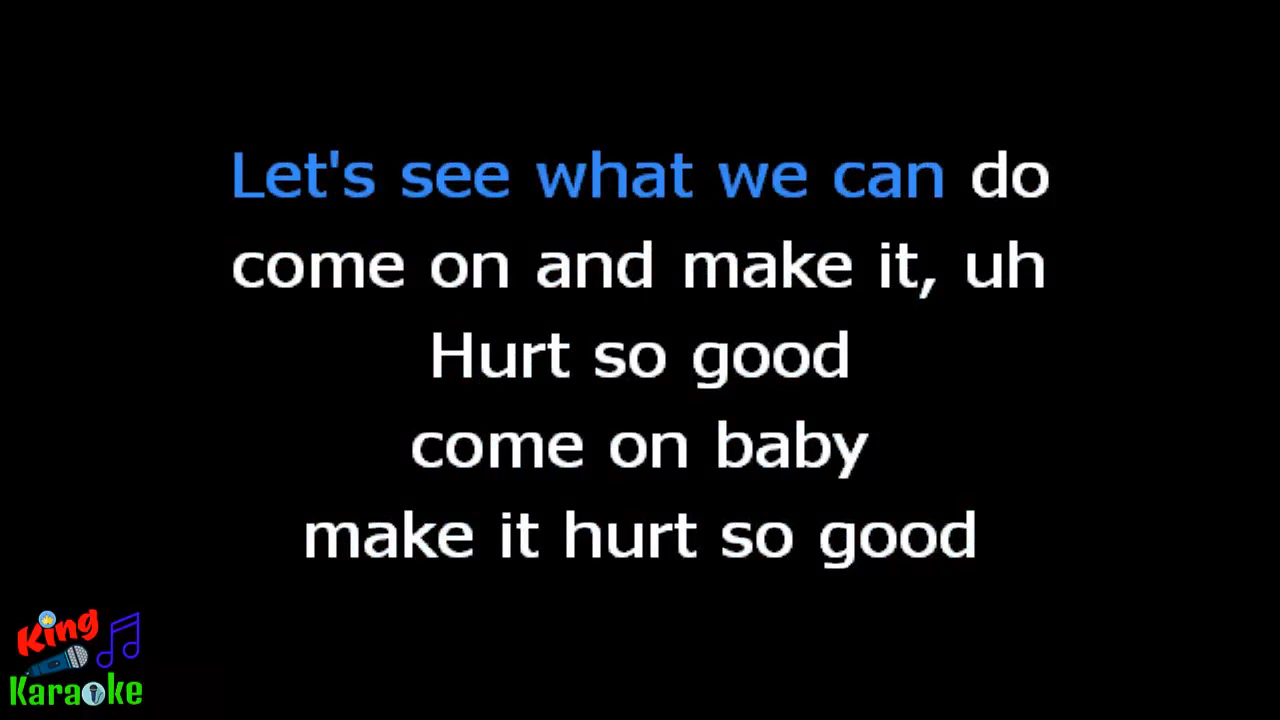 Let's see what we can do
come on and make it, uh
Hurt so good
come on baby
make it hurt so good
King
Karaoke